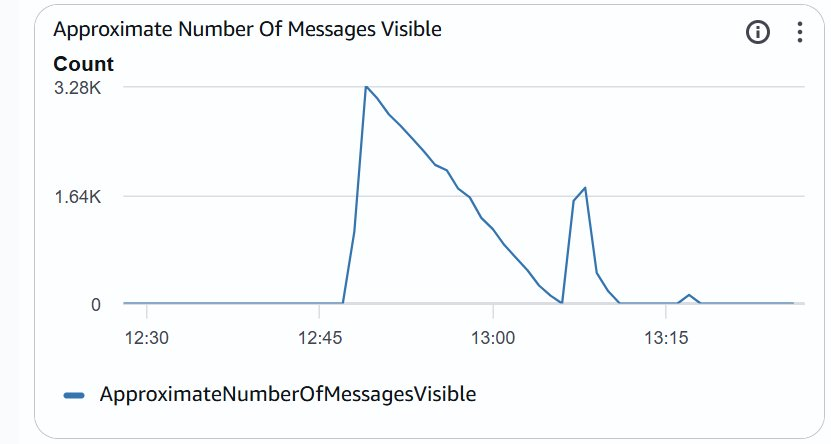 Approximate Number Of Messages Visible
Count
3.28K
1.64K
0
12:30 12:45 13:00 13:15
ApproximateNumberOfMessagesVisible